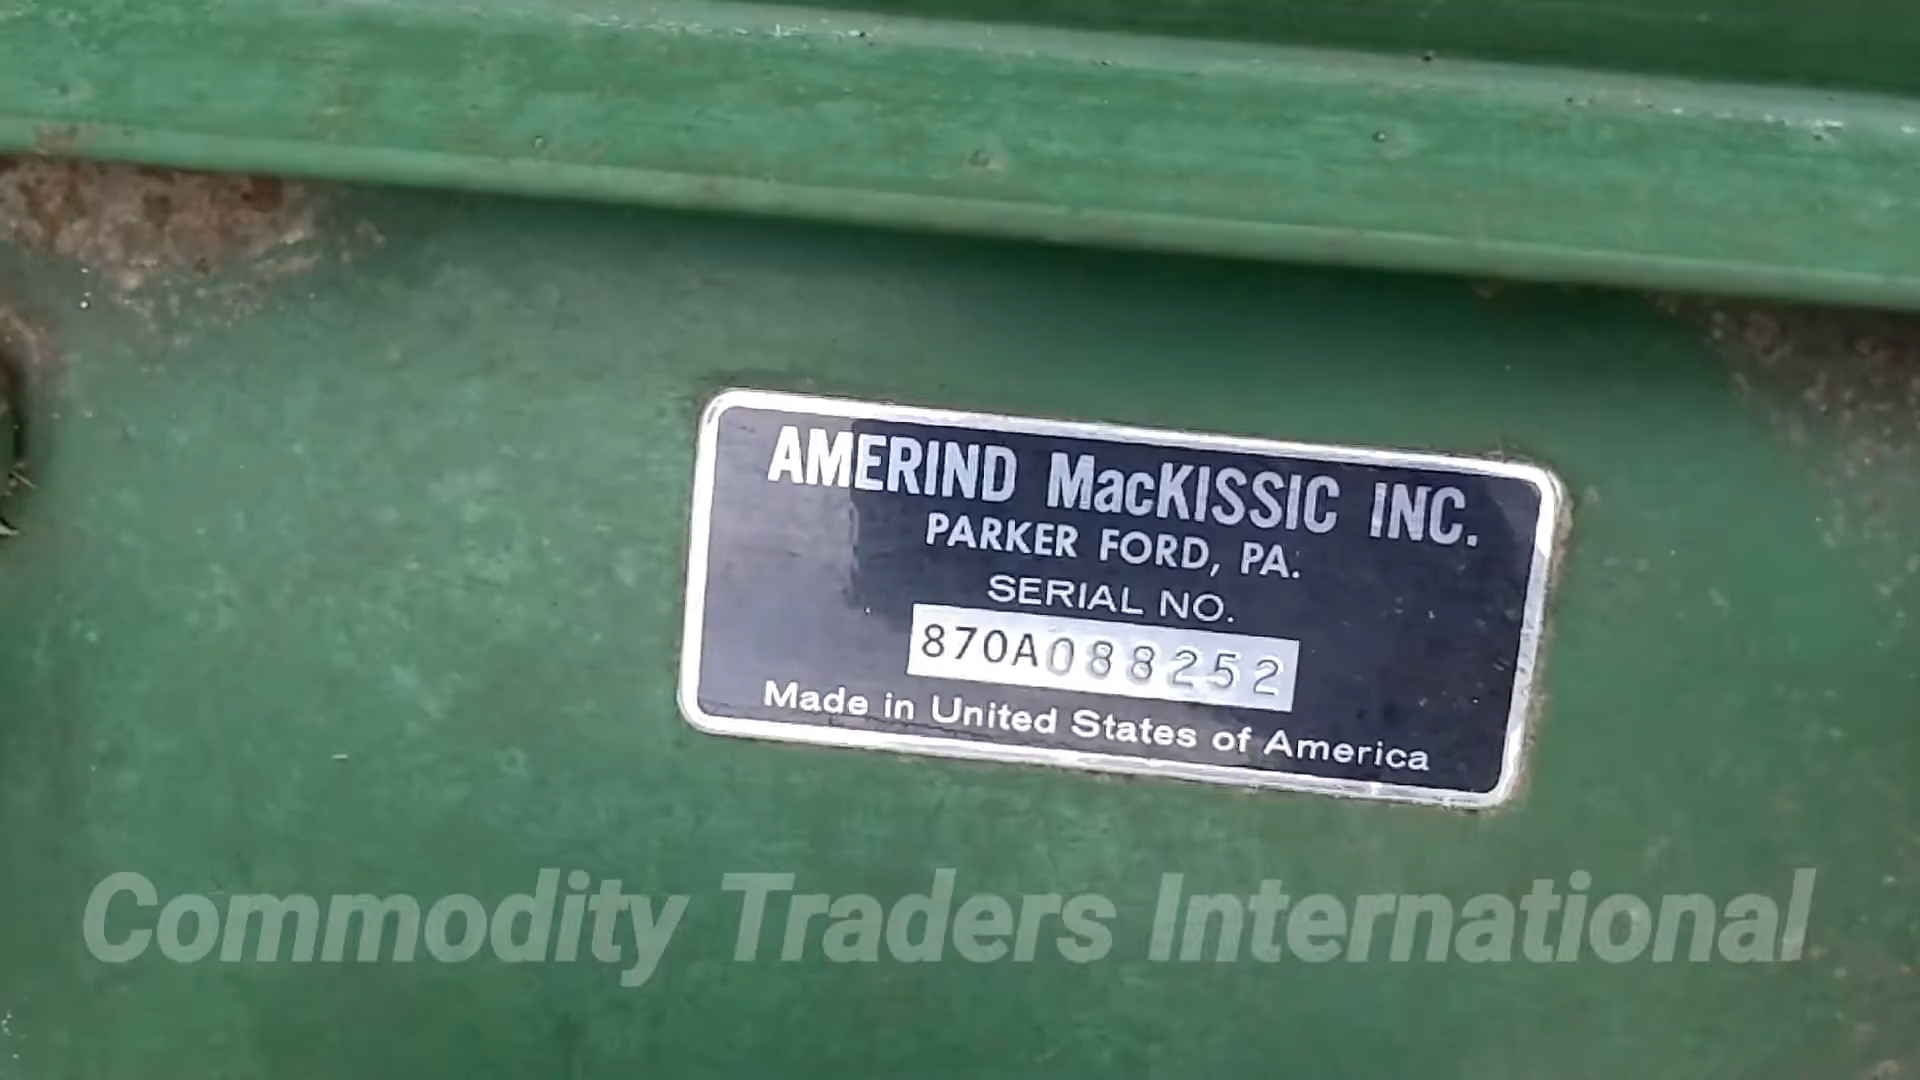 AMERIND MacKISSIC INC.
PARKER FORD, PA.
SERIAL NO.
870A088252
Made in United States of America
Commodity Traders International